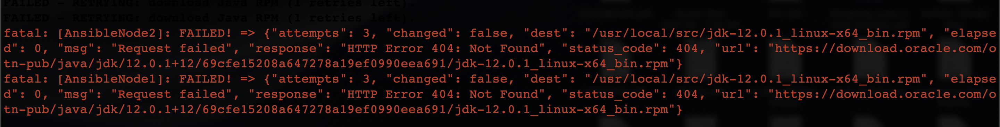 FAILED - RETRYING: download Java RPM (1 retries left).
FAILED - RETRYING: download Java RPM (1 retries left).
fatal: [AnsibleNode2]: FAILED! => {"attempts": 3, "changed": false, "dest": "/usr/local/src/jdk-12.0.1_linux-x64_bin.rpm", "elapse
d": 0, "msg": "Request failed", "response": "HTTP Error 404: Not Found", "status_code": 404, "url": "https://download.oracle.com/o
tn-pub/java/jdk/12.0.1+12/69cfe15208a647278a19ef0990eea691/jdk-12.0.1_linux-x64_bin.rpm"}
fatal: [AnsibleNode1]: FAILED! => {"attempts": 3, "changed": false, "dest": "/usr/local/src/jdk-12.0.1_linux-x64_bin.rpm", "elapse
d": 0, "msg": "Request failed", "response": "HTTP Error 404: Not Found", "status_code": 404, "url": "https://download.oracle.com/o
tn-pub/java/jdk/12.0.1+12/69cfe15208a647278a19ef0990eea691/jdk-12.0.1_linux-x64_bin.rpm"}